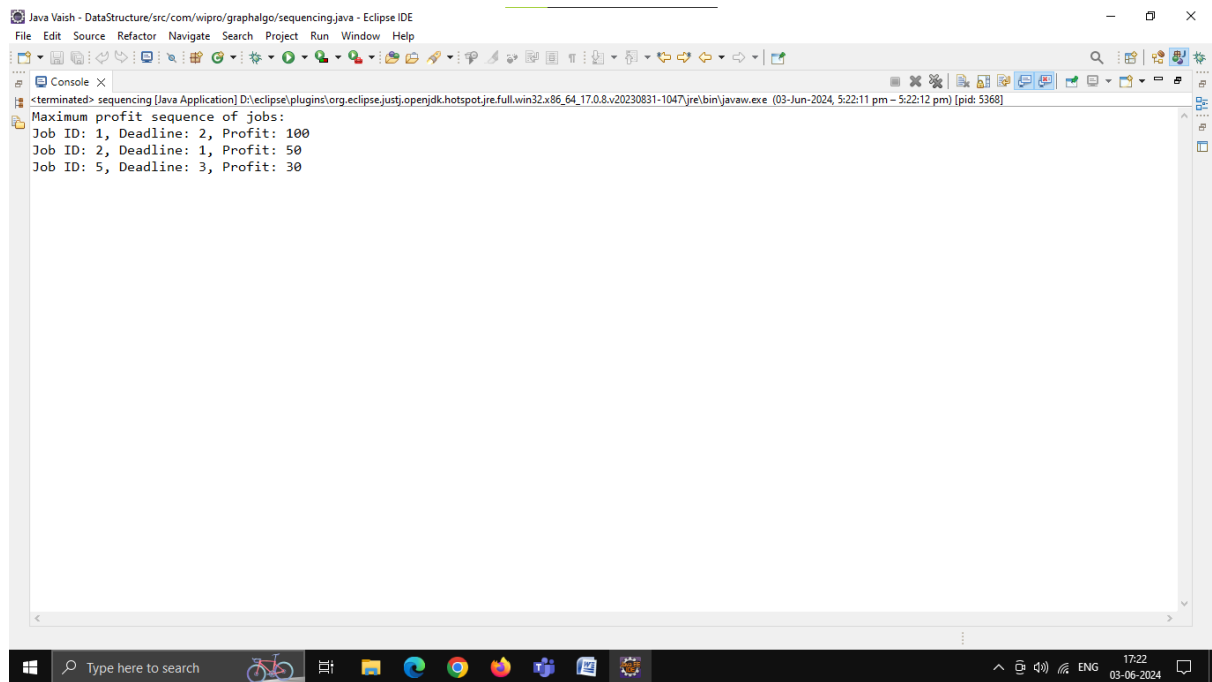 Java Vaish - DataStructure/src/com/wipro/graphalgo/sequencing.java - Eclipse IDE
File Edit Source Refactor Navigate Search Project Run Window Help
Console
<terminated> sequencing [Java Application] D:\eclipse\plugins\org.eclipse.justj.openjdk.hotspot.jre.full.win32.x86_64_17.0.8.v20230831-1047\jre\bin\javaw.exe (03-Jun-2024, 5:22:11 pm – 5:22:12 pm) [pid: 5368]
Maximum profit sequence of jobs:
Job ID: 1, Deadline: 2, Profit: 100
Job ID: 2, Deadline: 1, Profit: 50
Job ID: 5, Deadline: 3, Profit: 30
Type here to search
ENG
17:22
03-06-2024